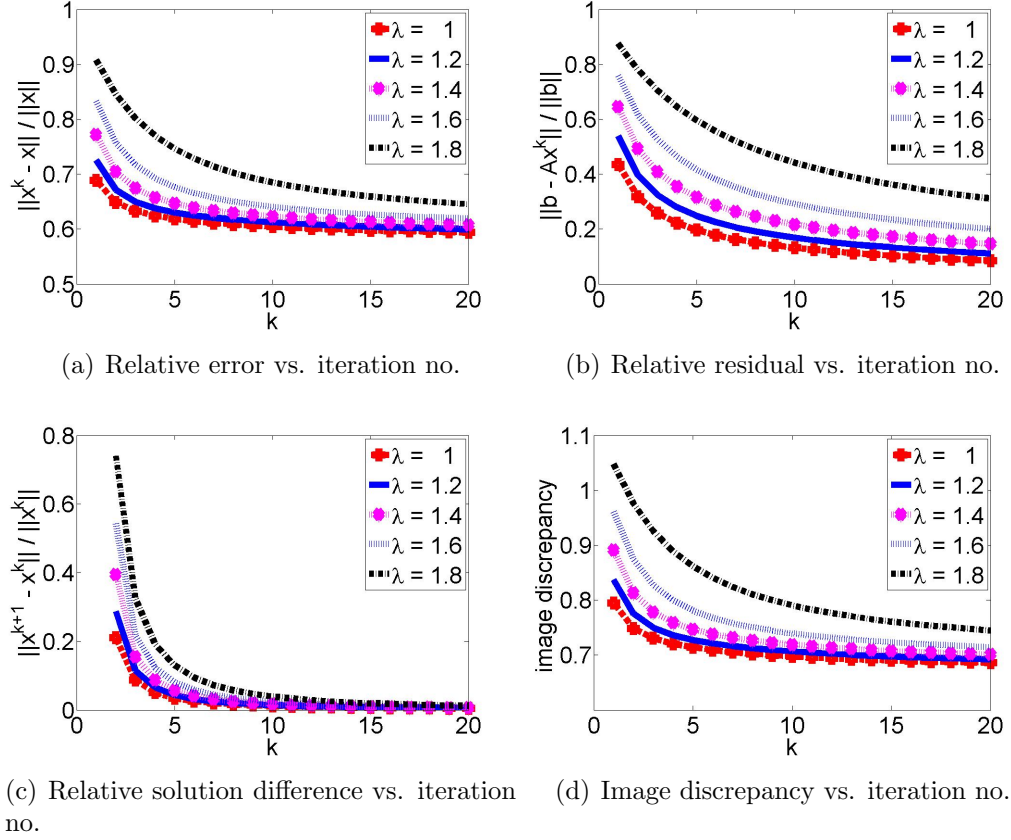 1
0.9
0.8
0.7
0.6
0.5
0 5 10 15 20
k
||x^k - x|| / ||x||
λ = 1
λ = 1.2
λ = 1.4
λ = 1.6
λ = 1.8
(a) Relative error vs. iteration no.
1
0.8
0.6
0.4
0.2
0
0 5 10 15 20
k
||b - Ax^k|| / ||b||
λ = 1
λ = 1.2
λ = 1.4
λ = 1.6
λ = 1.8
(b) Relative residual vs. iteration no.
0.8
0.6
0.4
0.2
0
0 5 10 15 20
k
||x^{k+1} - x^k|| / ||x^k||
λ = 1
λ = 1.2
λ = 1.4
λ = 1.6
λ = 1.8
(c) Relative solution difference vs. iteration
no.
1.1
1
0.9
0.8
0.7
0 5 10 15 20
k
image discrepancy
λ = 1
λ = 1.2
λ = 1.4
λ = 1.6
λ = 1.8
(d) Image discrepancy vs. iteration no.